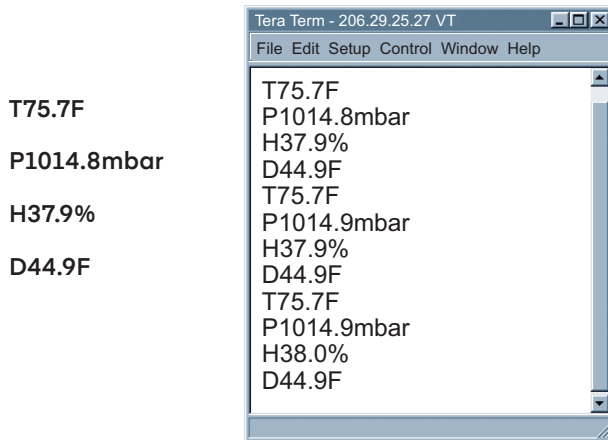 T75.7F
P1014.8mbar
H37.9%
D44.9F
Tera Term - 206.29.25.27 VT
File Edit Setup Control Window Help
T75.7F
P1014.8mbar
H37.9%
D44.9F
T75.7F
P1014.9mbar
H37.9%
D44.9F
T75.7F
P1014.9mbar
H38.0%
D44.9F